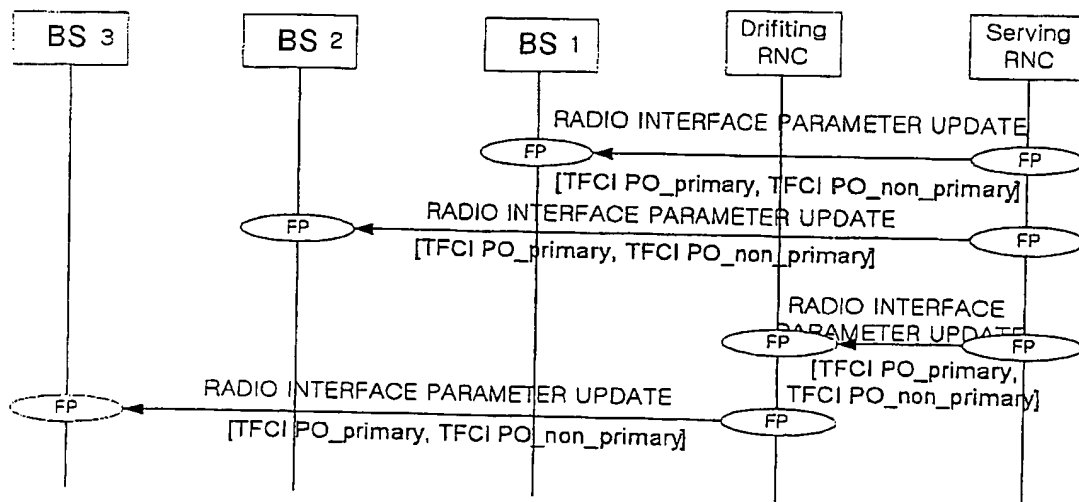 BS 3
BS 2
BS 1
Drifiting
RNC
Serving
RNC
RADIO INTERFACE PARAMETER UPDATE
FP
FP
[TFCI PO_primary, TFCI PO_non_primary]
RADIO INTERFACE PARAMETER UPDATE
FP
FP
[TFCI PO_primary, TFCI PO_non_primary]
RADIO INTERFACE
PARAMETER UPDATE
FP
FP
[TFCI PO_primary,
TFCI PO_non_primary]
RADIO INTERFACE PARAMETER UPDATE
FP
FP
[TFCI PO_primary, TFCI PO_non_primary]